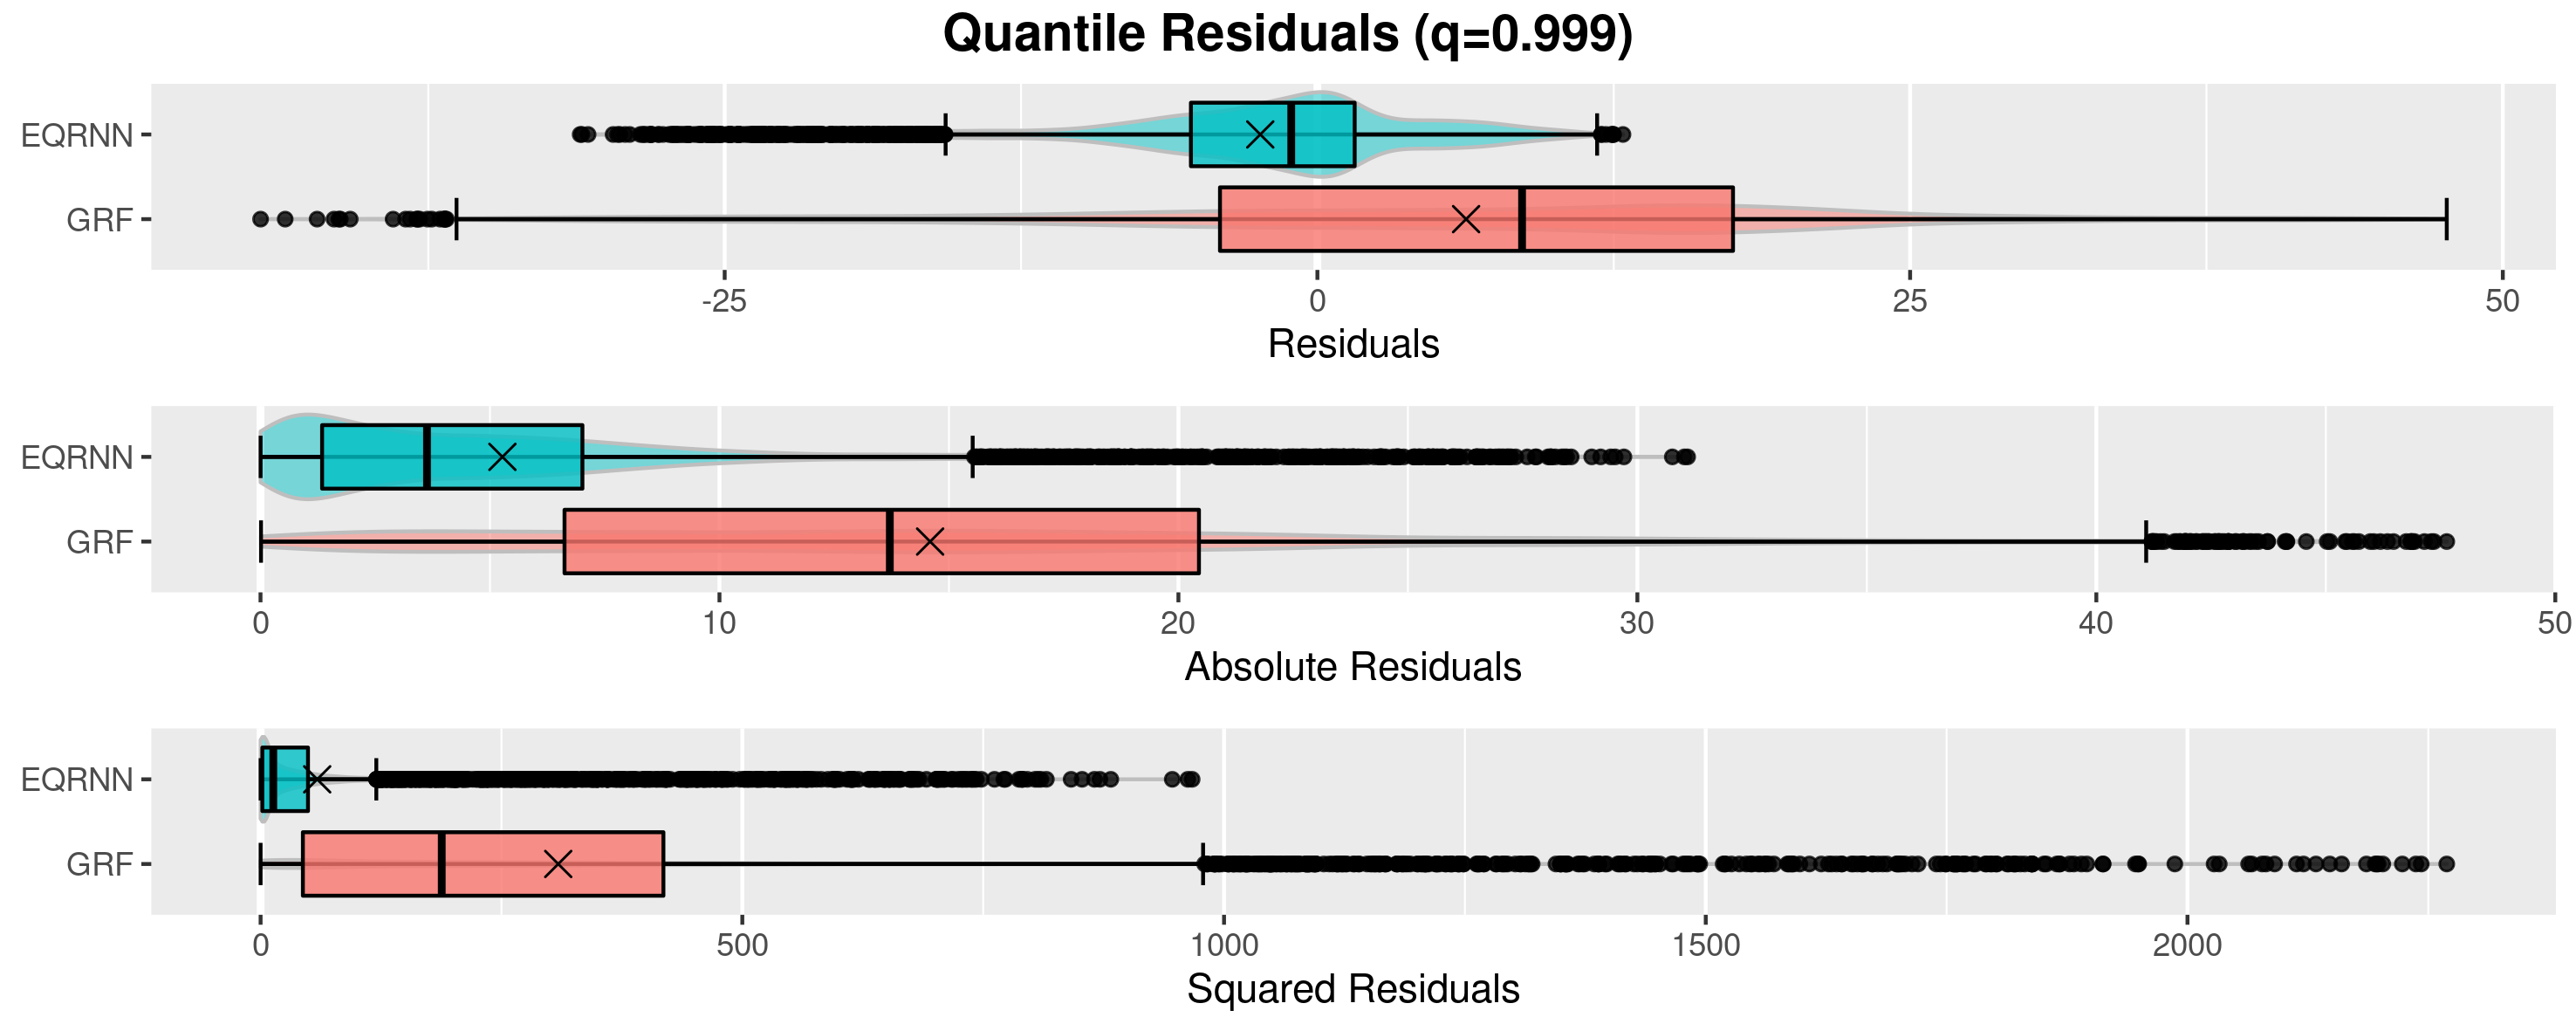 Quantile Residuals (q=0.999)
EQRNN
GRF
-25 0 25 50
Residuals
EQRNN
GRF
0 10 20 30 40 50
Absolute Residuals
EQRNN
GRF
0 500 1000 1500 2000
Squared Residuals